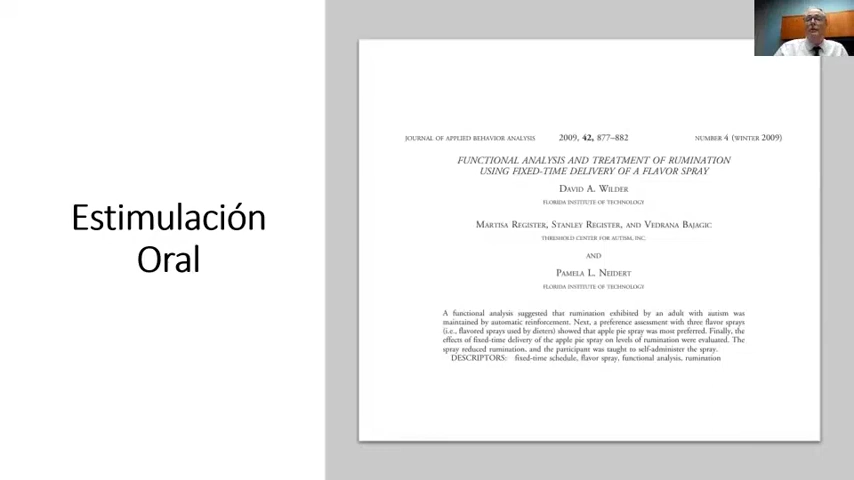 Estimulación
Oral
JOURNAL OF APPLIED BEHAVIOR ANALYSIS 2009, 42, 877–882 NUMBER 4 (WINTER 2009)
FUNCTIONAL ANALYSIS AND TREATMENT OF RUMINATION
USING FIXED-TIME DELIVERY OF A FLAVOR SPRAY
DAVID A. WILDER
FLORIDA INSTITUTE OF TECHNOLOGY
MARTISA REGISTER, STANLEY REGISTER, AND VEDRANA BAJAGIC
THRESHOLD CENTER FOR AUTISM, INC.
AND
PAMELA L. NEIDERT
FLORIDA INSTITUTE OF TECHNOLOGY
A functional analysis suggested that rumination exhibited by an adult with autism was
maintained by automatic reinforcement. Next, a preference assessment with three flavor sprays
(i.e., flavored sprays used by dieters) showed that apple pie spray was most preferred. Finally, the
effects of fixed-time delivery of the apple pie spray on levels of rumination were evaluated. The
spray reduced rumination, and the participant was taught to self-administer the spray.
DESCRIPTORS: fixed-time schedule, flavor spray, functional analysis, rumination